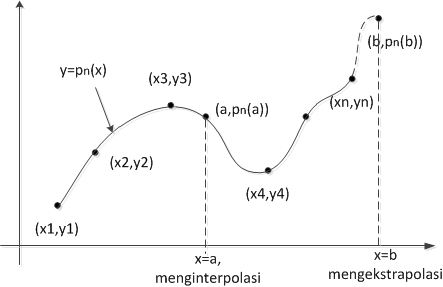 (b,pn(b))
y=pn(x)
(x3,y3)
(a,pn(a))
(xn,yn)
(x2,y2)
(x4,y4)
(x1,y1)
x=a,
menginterpolasi
x=b
mengekstrapolasi